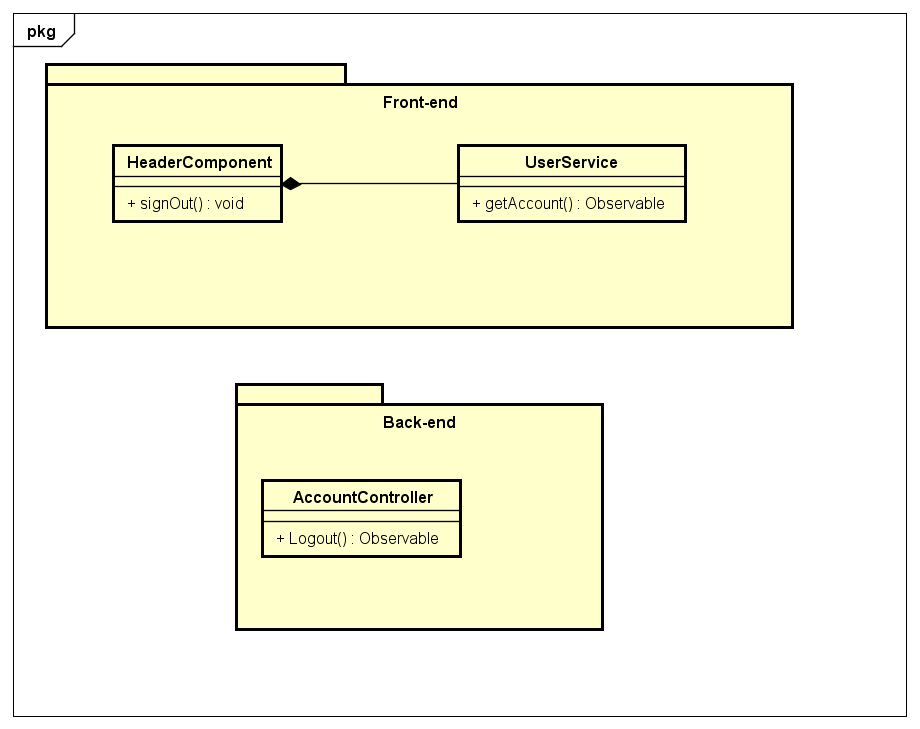 pkg
Front-end
HeaderComponent
+ signOut() : void
UserService
+ getAccount() : Observable
Back-end
AccountController
+ Logout() : Observable